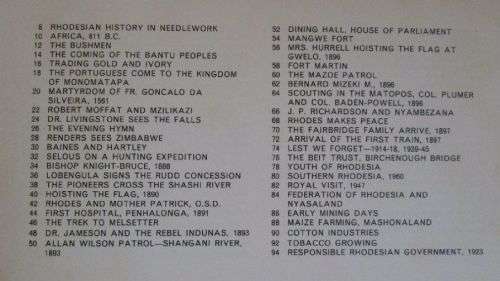 8 RHODESIAN HISTORY IN NEEDLEWORK
10 AFRICA, 611 B.C.
12 THE BUSHMEN
14 THE COMING OF THE BANTU PEOPLES
16 TRADING GOLD AND IVORY
18 THE PORTUGUESE COME TO THE KINGDOM
OF MONOMATAPA
20 MARTYRDOM OF FR. GONCALO DA
SILVEIRA, 1561
22 ROBERT MOFFAT AND MZILIKAZI
24 DR. LIVINGSTONE SEES THE FALLS
26 THE EVENING HYMN
28 RENDERS SEES ZIMBABWE
30 BAINES AND HARTLEY
32 SELOUS ON A HUNTING EXPEDITION
34 BISHOP KNIGHT-BRUCE, 1888
36 LOBENGULA SIGNS THE RUDD CONCESSION
38 THE PIONEERS CROSS THE SHASHI RIVER
40 HOISTING THE FLAG, 1890
42 RHODES AND MOTHER PATRICK, O.S.D.
44 FIRST HOSPITAL, PENHALONGA, 1891
46 THE TREK TO MELSETTER
48 DR. JAMESON AND THE REBEL INDUNAS, 1893
50 ALLAN WILSON PATROL—SHANGANI RIVER,
1893
52 DINING HALL, HOUSE OF PARLIAMENT
54 MANGWE FORT
56 MRS. HURRELL HOISTING THE FLAG AT
GWELO, 1896
58 FORT MARTIN
60 THE MAZOE PATROL
62 BERNARD MIZEKI M., 1896
64 SCOUTING IN THE MATOPOS, COL. PLUMER
AND COL. BADEN-POWELL, 1896
66 J. P. RICHARDSON AND NYAMBEZANA
68 RHODES MAKES PEACE
70 THE FAIRBRIDGE FAMILY ARRIVE, 1897
72 ARRIVAL OF THE FIRST TRAIN, 1897
74 LEST WE FORGET—1914-18, 1939-45
76 THE BEIT TRUST, BIRCHENOUGH BRIDGE
78 YOUTH OF RHODESIA
80 SOUTHERN RHODESIA, 1960
82 ROYAL VISIT, 1947
84 FEDERATION OF RHODESIA AND
NYASALAND
86 EARLY MINING DAYS
88 MAIZE FARMING, MASHONALAND
90 COTTON INDUSTRIES
92 TOBACCO GROWING
94 RESPONSIBLE RHODESIAN GOVERNMENT, 1923